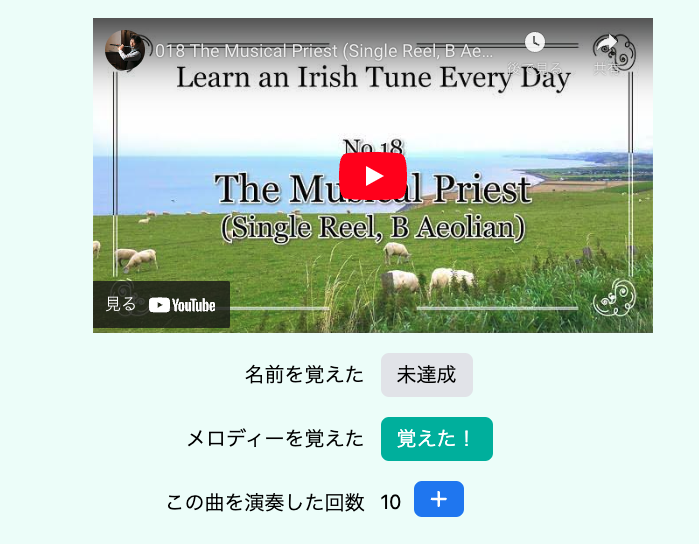 018 The Musical Priest (Single Reel, B Ae...
後で見る
共有
Learn an Irish Tune Every Day
No.18
The Musical Priest
(Single Reel, B Aeolian)
見る YouTube
名前を覚えた 未達成
メロディーを覚えた 覚えた！
この曲を演奏した回数 10 +